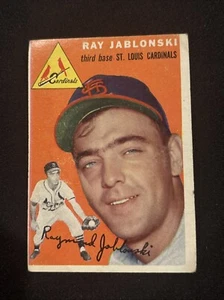 RAY JABLONSKI
third base ST. LOUIS CARDINALS
Cardinals
Raymond Jablonski